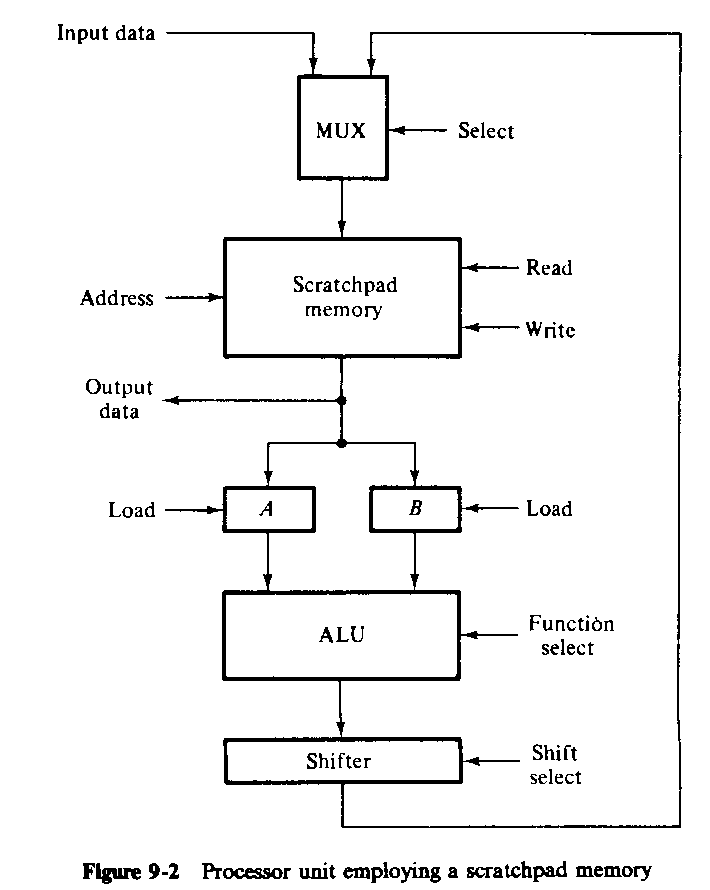 Input data
MUX
Select
Scratchpad
memory
Read
Address
Write
Output
data
Load
A
B
Load
ALU
Function
select
Shifter
Shift
select
Figure 9-2 Processor unit employing a scratchpad memory